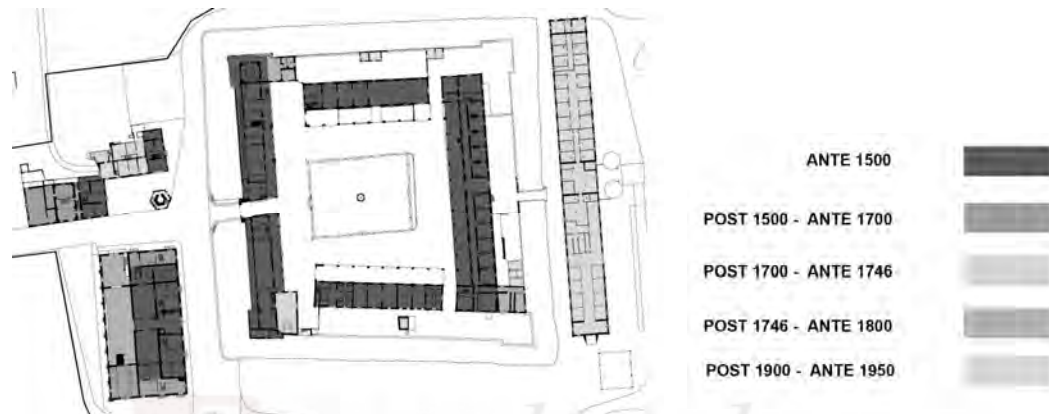 ANTE 1500
POST 1500 - ANTE 1700
POST 1700 - ANTE 1746
POST 1746 - ANTE 1800
POST 1900 - ANTE 1950